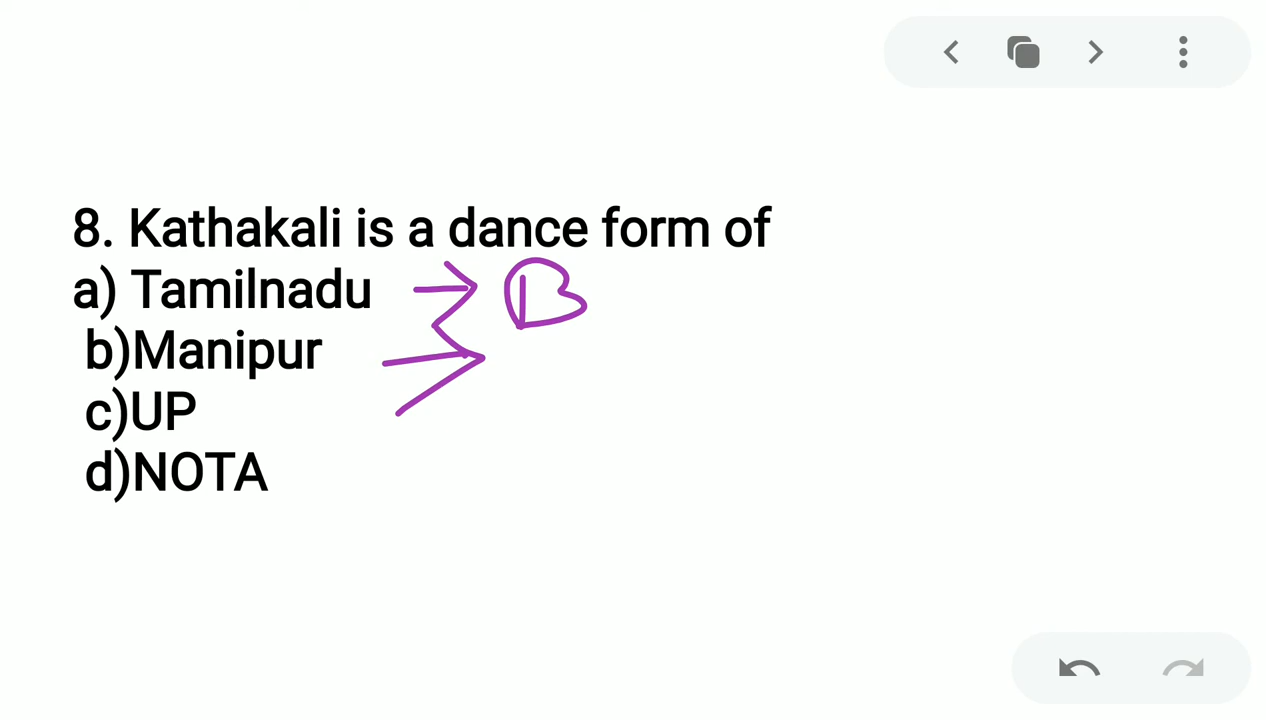 8. Kathakali is a dance form of
a) Tamilnadu → B
b)Manipur →
c)UP
d)NOTA